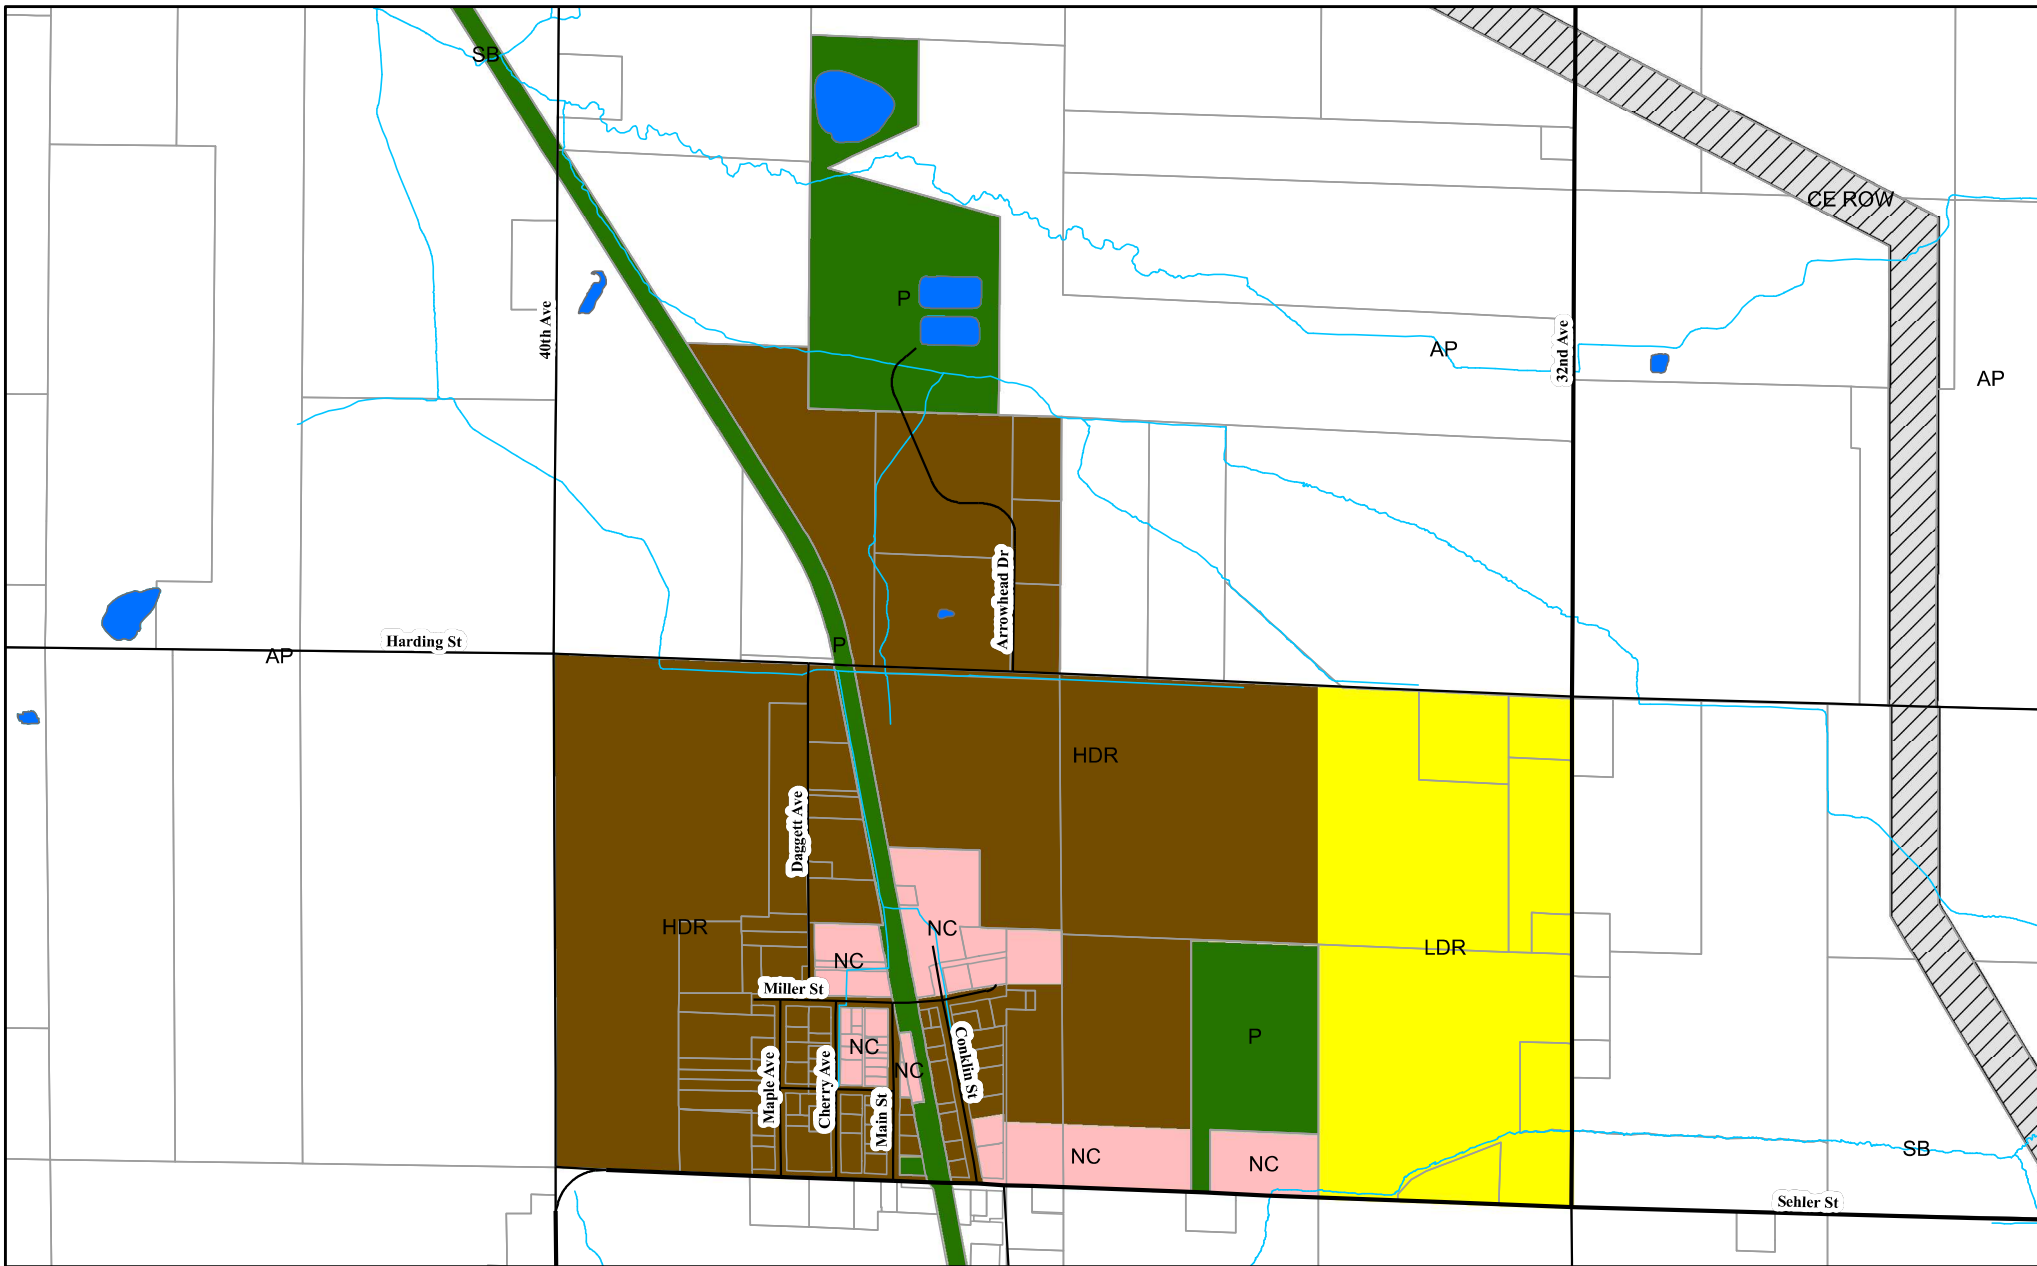 SB
CE ROW
P
40th Ave
32nd Ave
AP
AP
Arrowhead Dr
Harding St
P
AP
HDR
Daggett Ave
HDR
NC
LDR
NC
Miller St
P
NC
Conklin St
NC
Maple Ave
Cherry Ave
Main St
NC
NC
SB
Sehler St